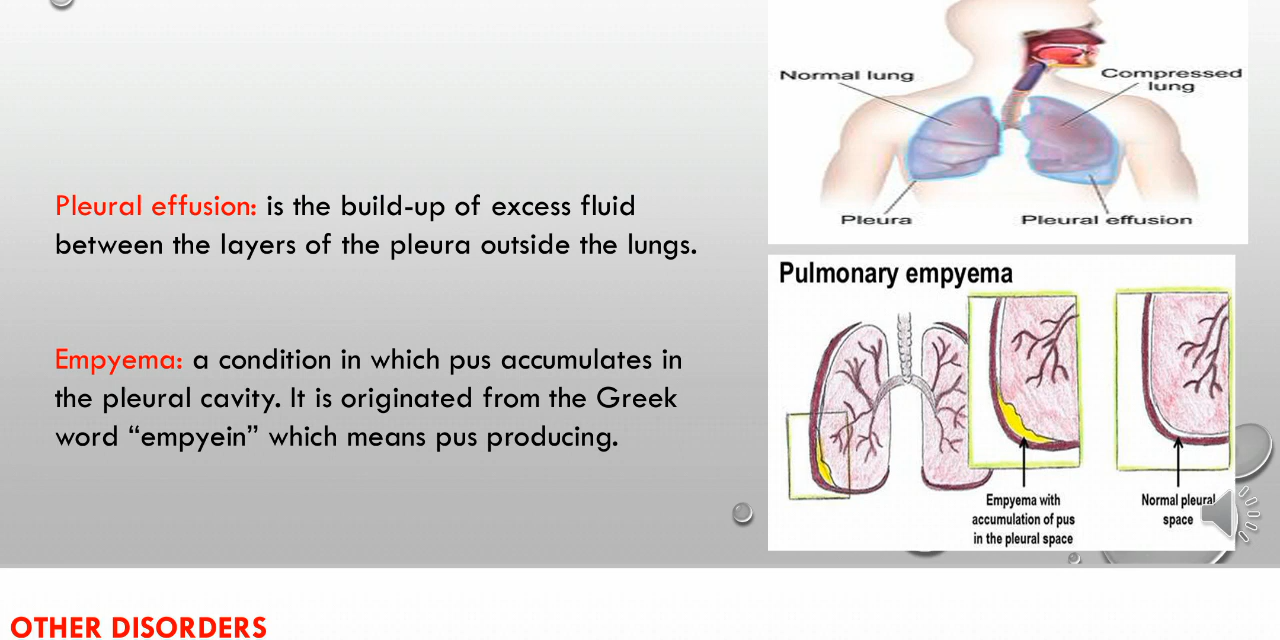 Pleural effusion: is the build-up of excess fluid
between the layers of the pleura outside the lungs.
Empyema: a condition in which pus accumulates in
the pleural cavity. It is originated from the Greek
word “empyein” which means pus producing.
Normal lung
Compressed
lung
Pleura
Pleural effusion
Pulmonary empyema
Empyema with
accumulation of pus
in the pleural space
Normal pleural
space
OTHER DISORDERS